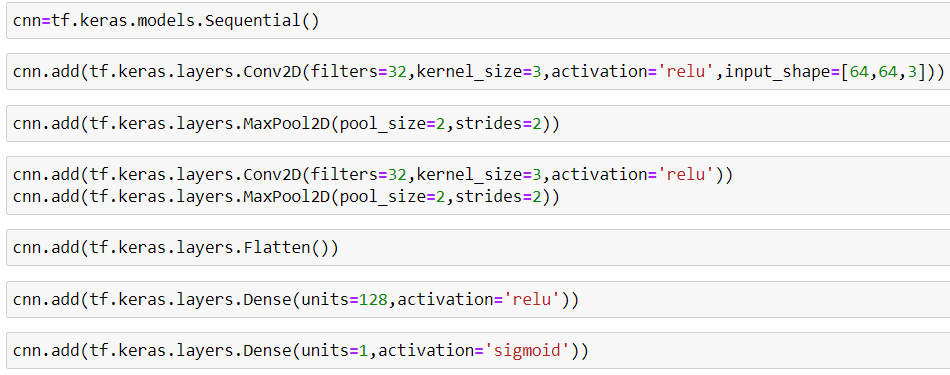 cnn=tf.keras.models.Sequential()
cnn.add(tf.keras.layers.Conv2D(filters=32,kernel_size=3,activation='relu',input_shape=[64,64,3]))
cnn.add(tf.keras.layers.MaxPool2D(pool_size=2,strides=2))
cnn.add(tf.keras.layers.Conv2D(filters=32,kernel_size=3,activation='relu'))
cnn.add(tf.keras.layers.MaxPool2D(pool_size=2,strides=2))
cnn.add(tf.keras.layers.Flatten())
cnn.add(tf.keras.layers.Dense(units=128,activation='relu'))
cnn.add(tf.keras.layers.Dense(units=1,activation='sigmoid'))